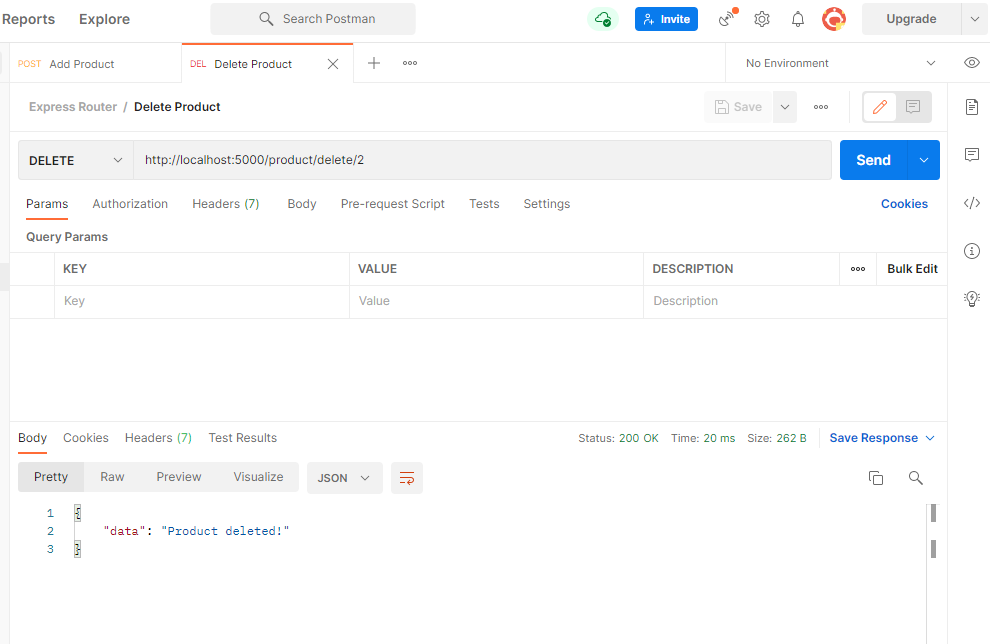 Reports Explore Search Postman Invite Upgrade
POST Add Product DEL Delete Product No Environment
Express Router / Delete Product Save
DELETE http://localhost:5000/product/delete/2 Send
Params Authorization Headers (7) Body Pre-request Script Tests Settings Cookies
Query Params
KEY VALUE DESCRIPTION Bulk Edit
Key Value Description
Body Cookies Headers (7) Test Results Status: 200 OK Time: 20 ms Size: 262 B Save Response
Pretty Raw Preview Visualize JSON
1 {
2 "data": "Product deleted!"
3 }